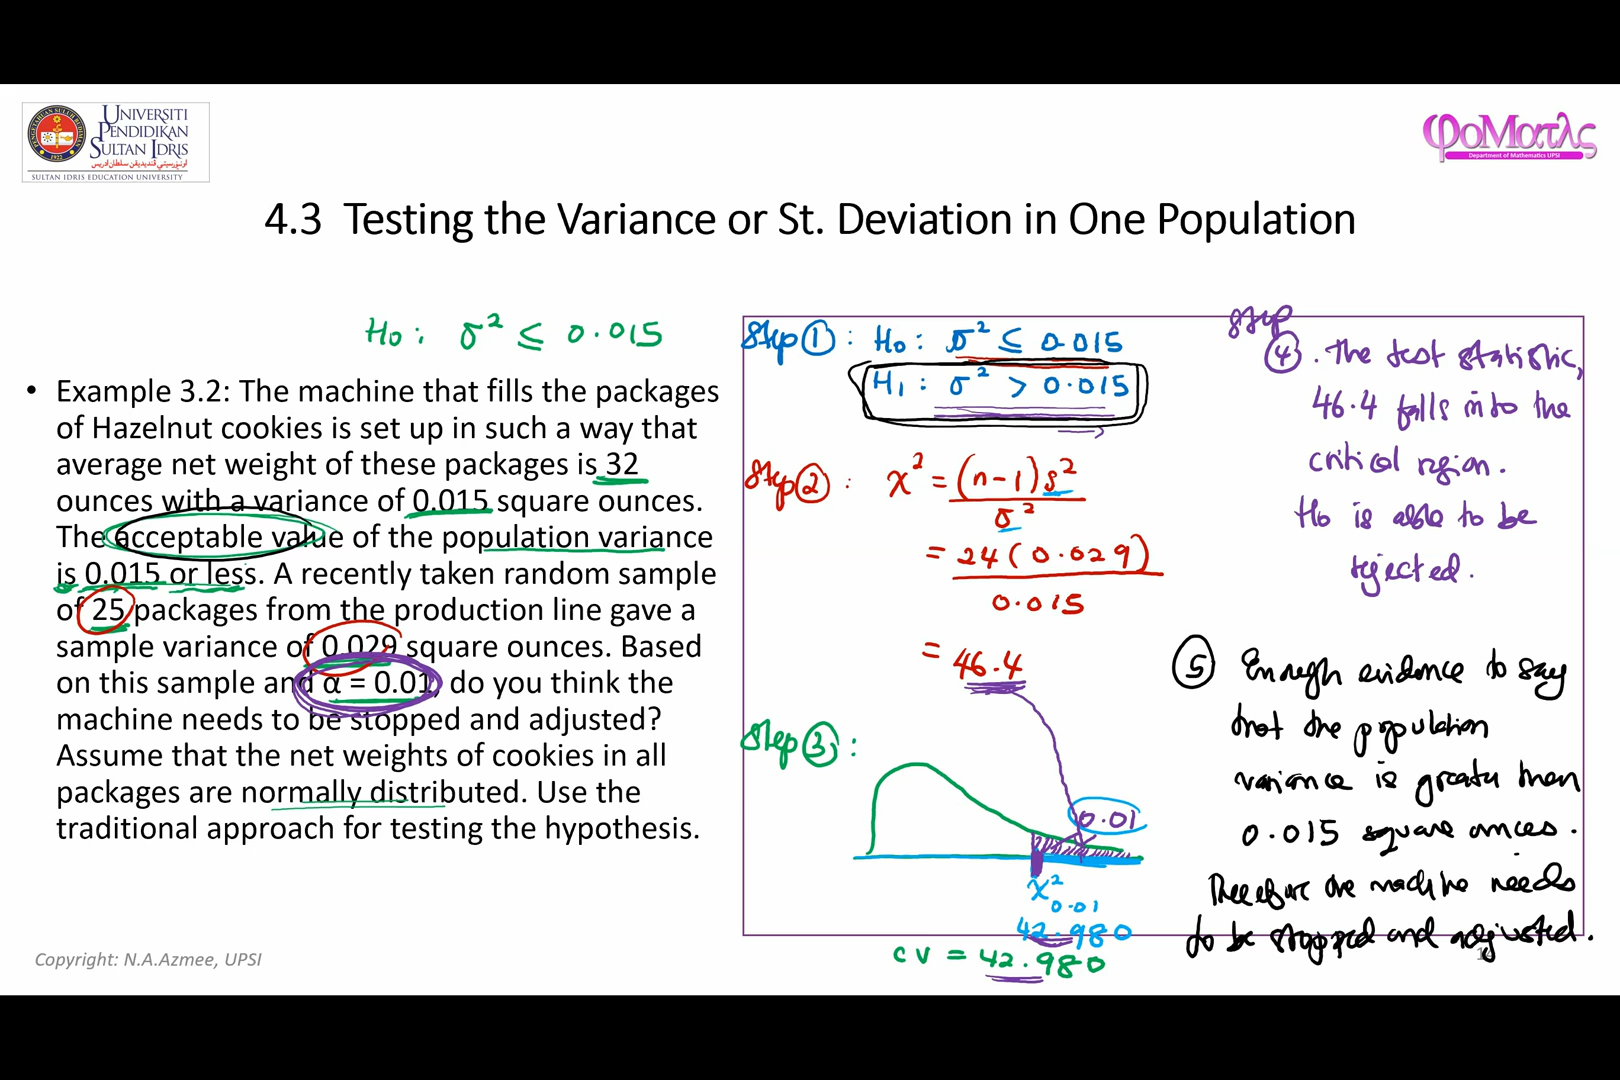 UNIVERSITI
PENDIDIKAN
SULTAN IDRIS
SULTAN IDRIS EDUCATION UNIVERSITY
φoMaths
Department of Mathematics UPSI
4.3 Testing the Variance or St. Deviation in One Population
H₀ : σ² ≤ 0.015
• Example 3.2: The machine that fills the packages
of Hazelnut cookies is set up in such a way that
average net weight of these packages is 32
ounces with a variance of 0.015 square ounces.
The acceptable value of the population variance
is 0.015 or less. A recently taken random sample
of 25 packages from the production line gave a
sample variance of 0.029 square ounces. Based
on this sample and α = 0.01, do you think the
machine needs to be stopped and adjusted?
Assume that the net weights of cookies in all
packages are normally distributed. Use the
traditional approach for testing the hypothesis.
Step ① : H₀ : σ² ≤ 0.015
H₁ : σ² > 0.015
Step ② : χ² = (n-1)s²
σ²
= 24(0.029)
0.015
= 46.4
Step ③ :
0.01
χ²0.01
42.980
CV = 42.980
Step
④. The test statistic,
46.4 falls into the
critical region.
H₀ is able to be
rejected.
⑤ Enough evidence to say
that the population
variance is greater than
0.015 square ounces.
Therefore the machine needs
to be stopped and adjusted.
Copyright: N.A.Azmee, UPSI